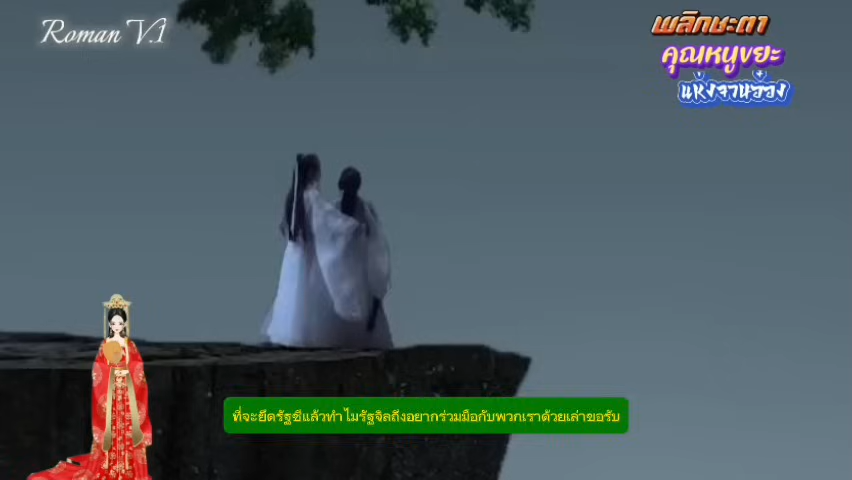 Roman V.1
พลิกชะตา
คุณหนูขยะ
แห่งจวนอ๋อง
ที่จะยึดรัฐซีแล้วทำไมรัฐจิลถึงอยากร่วมมือกับพวกเราด้วยเล่าขอรับ